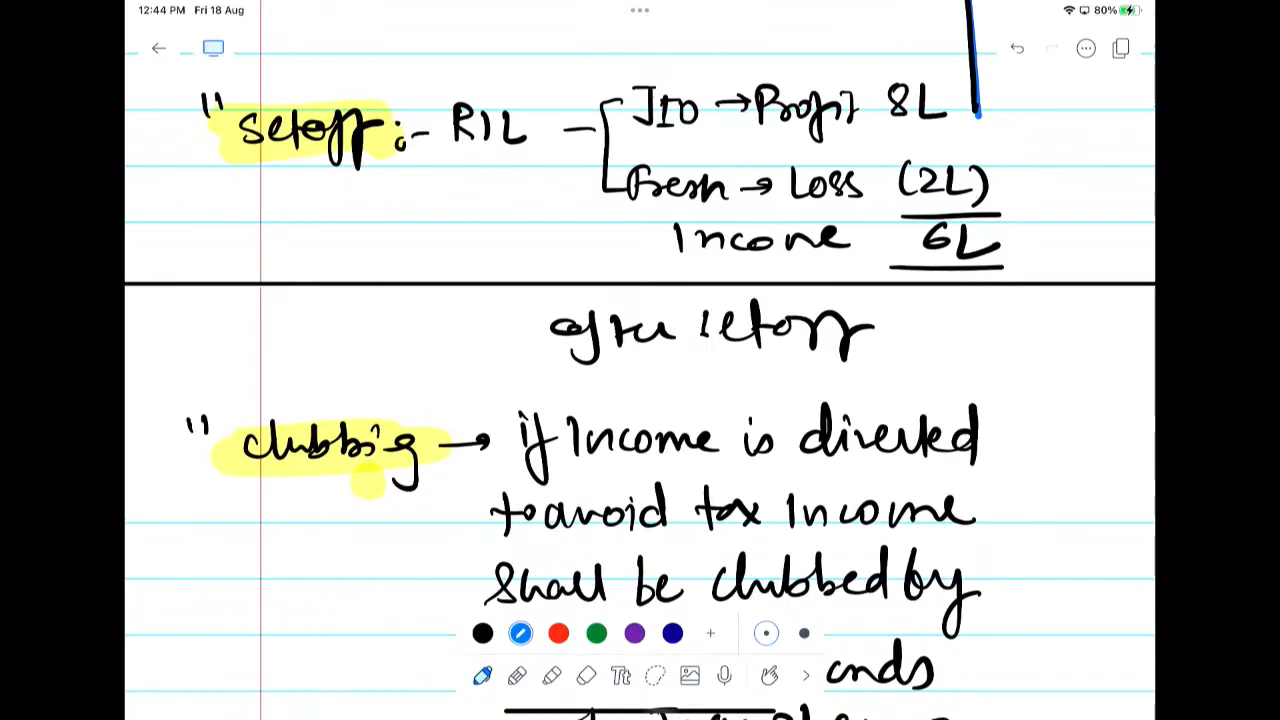 12:44 PM Fri 18 Aug
80%
" Setoff :- RIL - JIO → Profit 8L
Fresh → Loss (2L)
Income 6L
after setoff
" clubbing → if Income is diverted
to avoid tax Income
shall be clubbed by
Tt